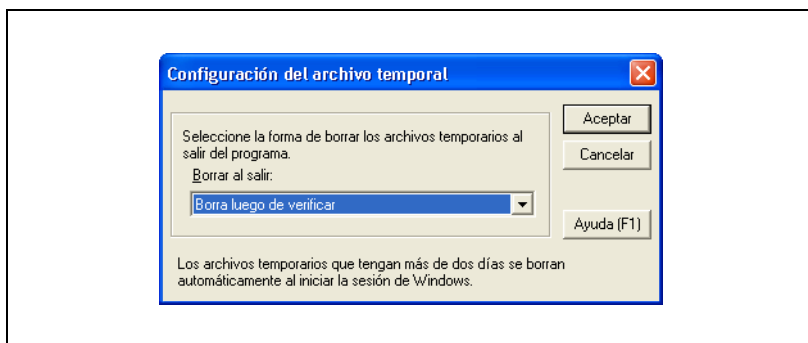 Configuración del archivo temporal
Aceptar
Seleccione la forma de borrar los archivos temporarios al
salir del programa.
Cancelar
Borrar al salir:
Borra luego de verificar
Ayuda (F1)
Los archivos temporarios que tengan más de dos días se borran
automáticamente al iniciar la sesión de Windows.